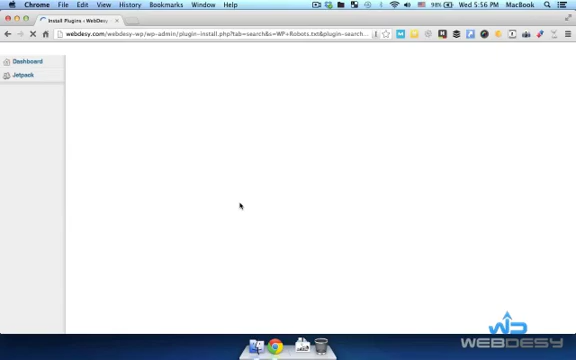 Chrome File Edit View History Bookmarks Window Help 98% Wed 5:56 PM MacBook
Install Plugins ‹ WebDesy
webdesy.com/webdesy-wp/wp-admin/plugin-install.php?tab=search&s=WP+Robots.txt&plugin-search...
Dashboard
Jetpack
WEBDESY